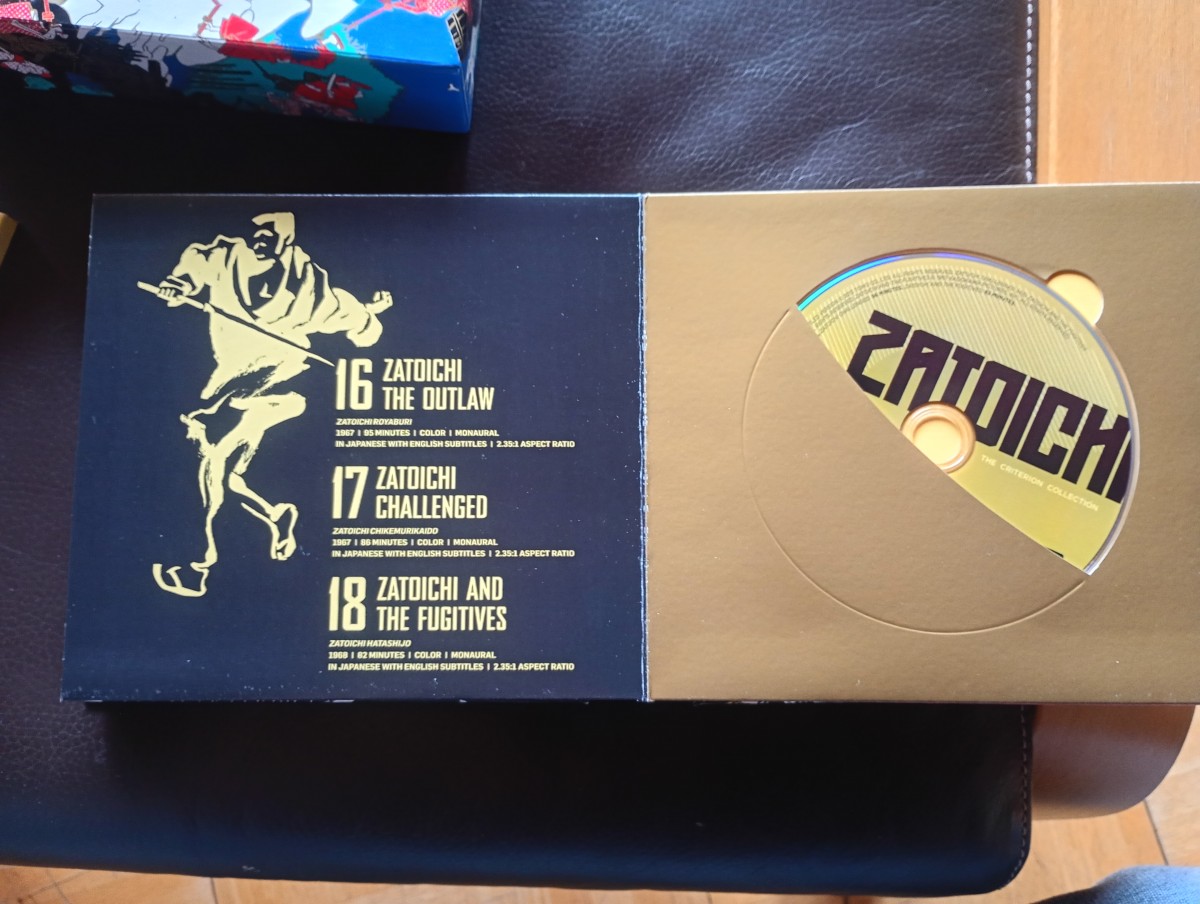 16 ZATOICHI
THE OUTLAW
ZATOICHI ROYABURI
1967 | 95 MINUTES | COLOR | MONAURAL
IN JAPANESE WITH ENGLISH SUBTITLES | 2.35:1 ASPECT RATIO
17 ZATOICHI
CHALLENGED
ZATOICHI CHIKEMURIKAIDO
1967 | 86 MINUTES | COLOR | MONAURAL
IN JAPANESE WITH ENGLISH SUBTITLES | 2.35:1 ASPECT RATIO
18 ZATOICHI AND
THE FUGITIVES
ZATOICHI HATASHIJO
1968 | 82 MINUTES | COLOR | MONAURAL
IN JAPANESE WITH ENGLISH SUBTITLES | 2.35:1 ASPECT RATIO
ZATOICHI
THE CRITERION COLLECTION